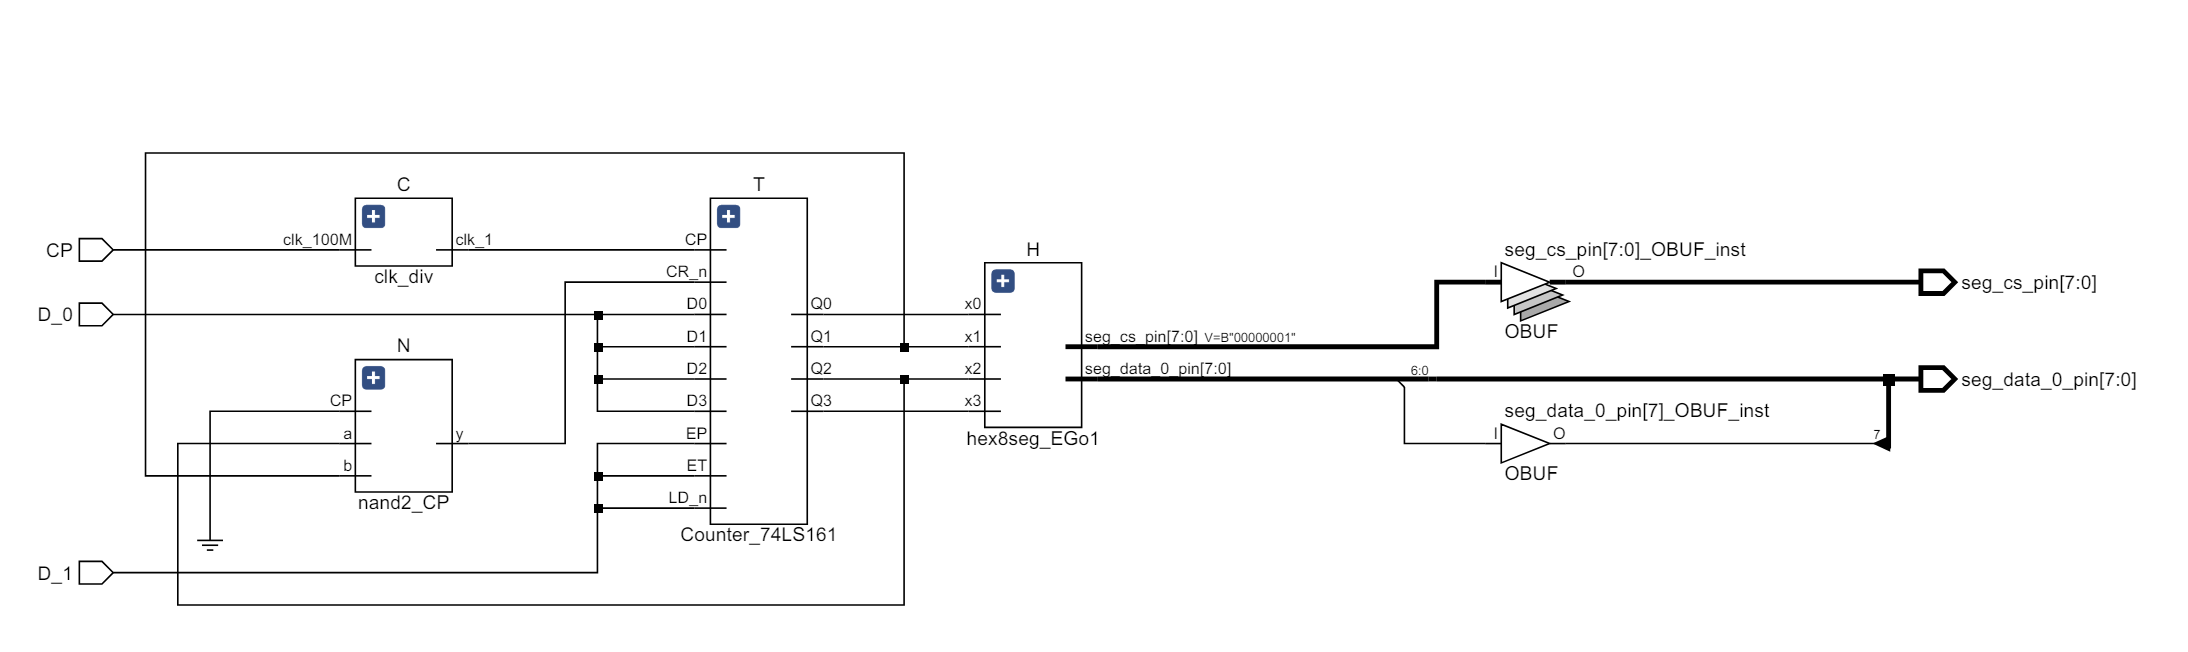 C
clk_100M
clk_1
clk_div
CP
D_0
D_1
N
CP
a
b
y
nand2_CP
T
CP
CR_n
D0
D1
D2
D3
EP
ET
LD_n
Q0
Q1
Q2
Q3
Counter_74LS161
H
x0
x1
x2
x3
seg_cs_pin[7:0] V=B"00000001"
seg_data_0_pin[7:0]
hex8seg_EGo1
6:0
seg_cs_pin[7:0]_OBUF_inst
I
O
OBUF
seg_data_0_pin[7]_OBUF_inst
I
O
OBUF
7
seg_cs_pin[7:0]
seg_data_0_pin[7:0]